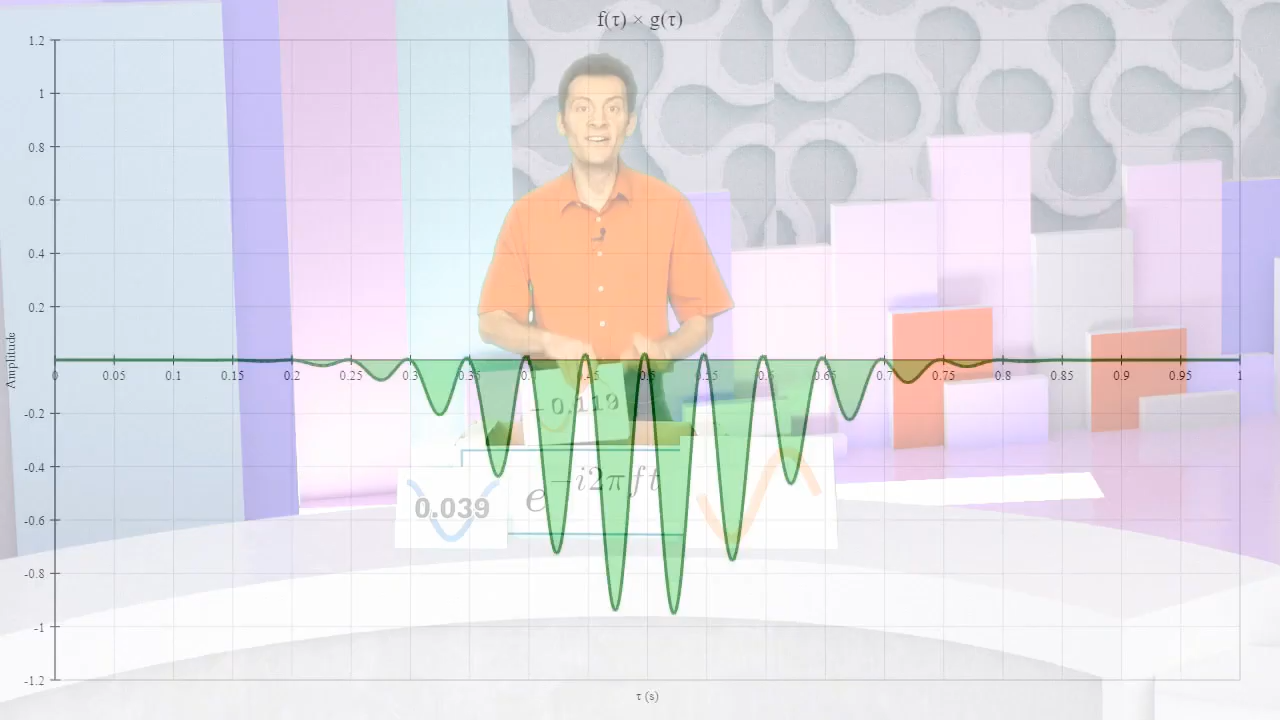 f(τ) × g(τ)
1.2
1
0.8
0.6
0.4
0.2
0 0.05 0.1 0.15 0.2 0.25 0.3 0.35 0.4 0.45 0.5 0.55 0.6 0.65 0.7 0.75 0.8 0.85 0.9 0.95 1
-0.2
-0.4
-0.6
-0.8
-1
-1.2
Amplitude
τ (s)
-0.119
0.039
e^{-i2πft}